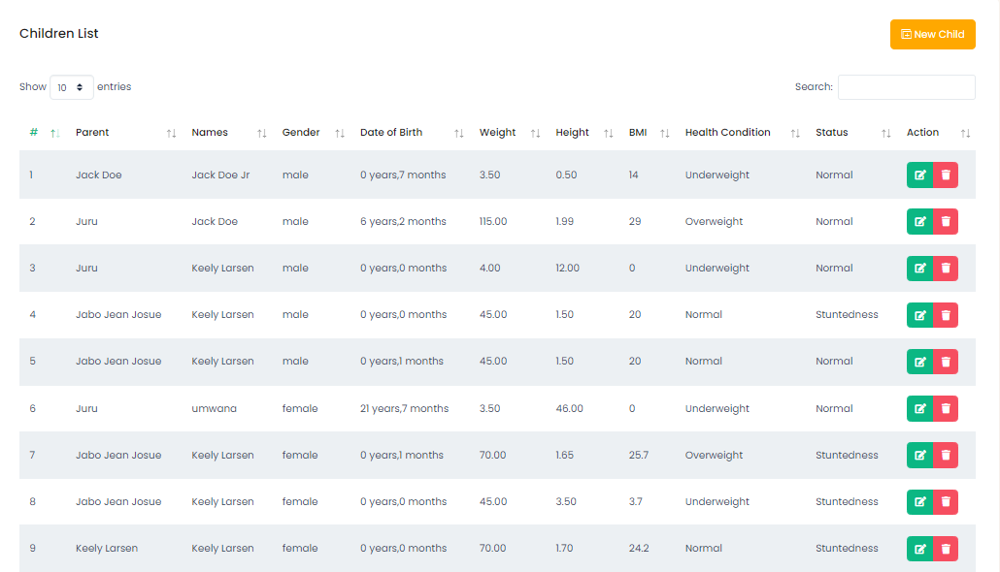 Children List
New Child
Show 10 entries
Search:
# Parent Names Gender Date of Birth Weight Height BMI Health Condition Status Action
1 Jack Doe Jack Doe Jr male 0 years,7 months 3.50 0.50 14 Underweight Normal
2 Juru Jack Doe male 6 years,2 months 115.00 1.99 29 Overweight Normal
3 Juru Keely Larsen male 0 years,0 months 4.00 12.00 0 Underweight Normal
4 Jabo Jean Josue Keely Larsen male 0 years,0 months 45.00 1.50 20 Normal Stuntedness
5 Jabo Jean Josue Keely Larsen male 0 years,1 months 45.00 1.50 20 Normal Normal
6 Juru umwana female 21 years,7 months 3.50 46.00 0 Underweight Normal
7 Jabo Jean Josue Keely Larsen female 0 years,1 months 70.00 1.65 25.7 Overweight Stuntedness
8 Jabo Jean Josue Keely Larsen female 0 years,0 months 45.00 3.50 3.7 Underweight Stuntedness
9 Keely Larsen Keely Larsen female 0 years,0 months 70.00 1.70 24.2 Normal Stuntedness